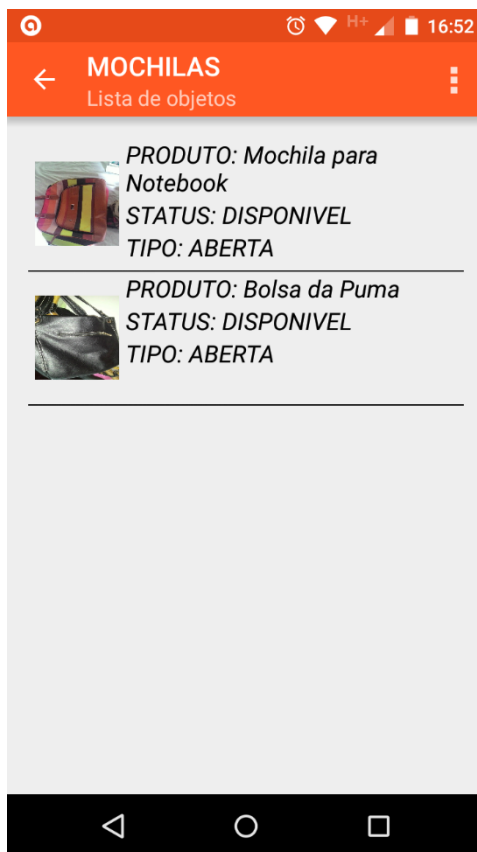 H+ 16:52
MOCHILAS
Lista de objetos
PRODUTO: Mochila para
Notebook
STATUS: DISPONIVEL
TIPO: ABERTA
PRODUTO: Bolsa da Puma
STATUS: DISPONIVEL
TIPO: ABERTA